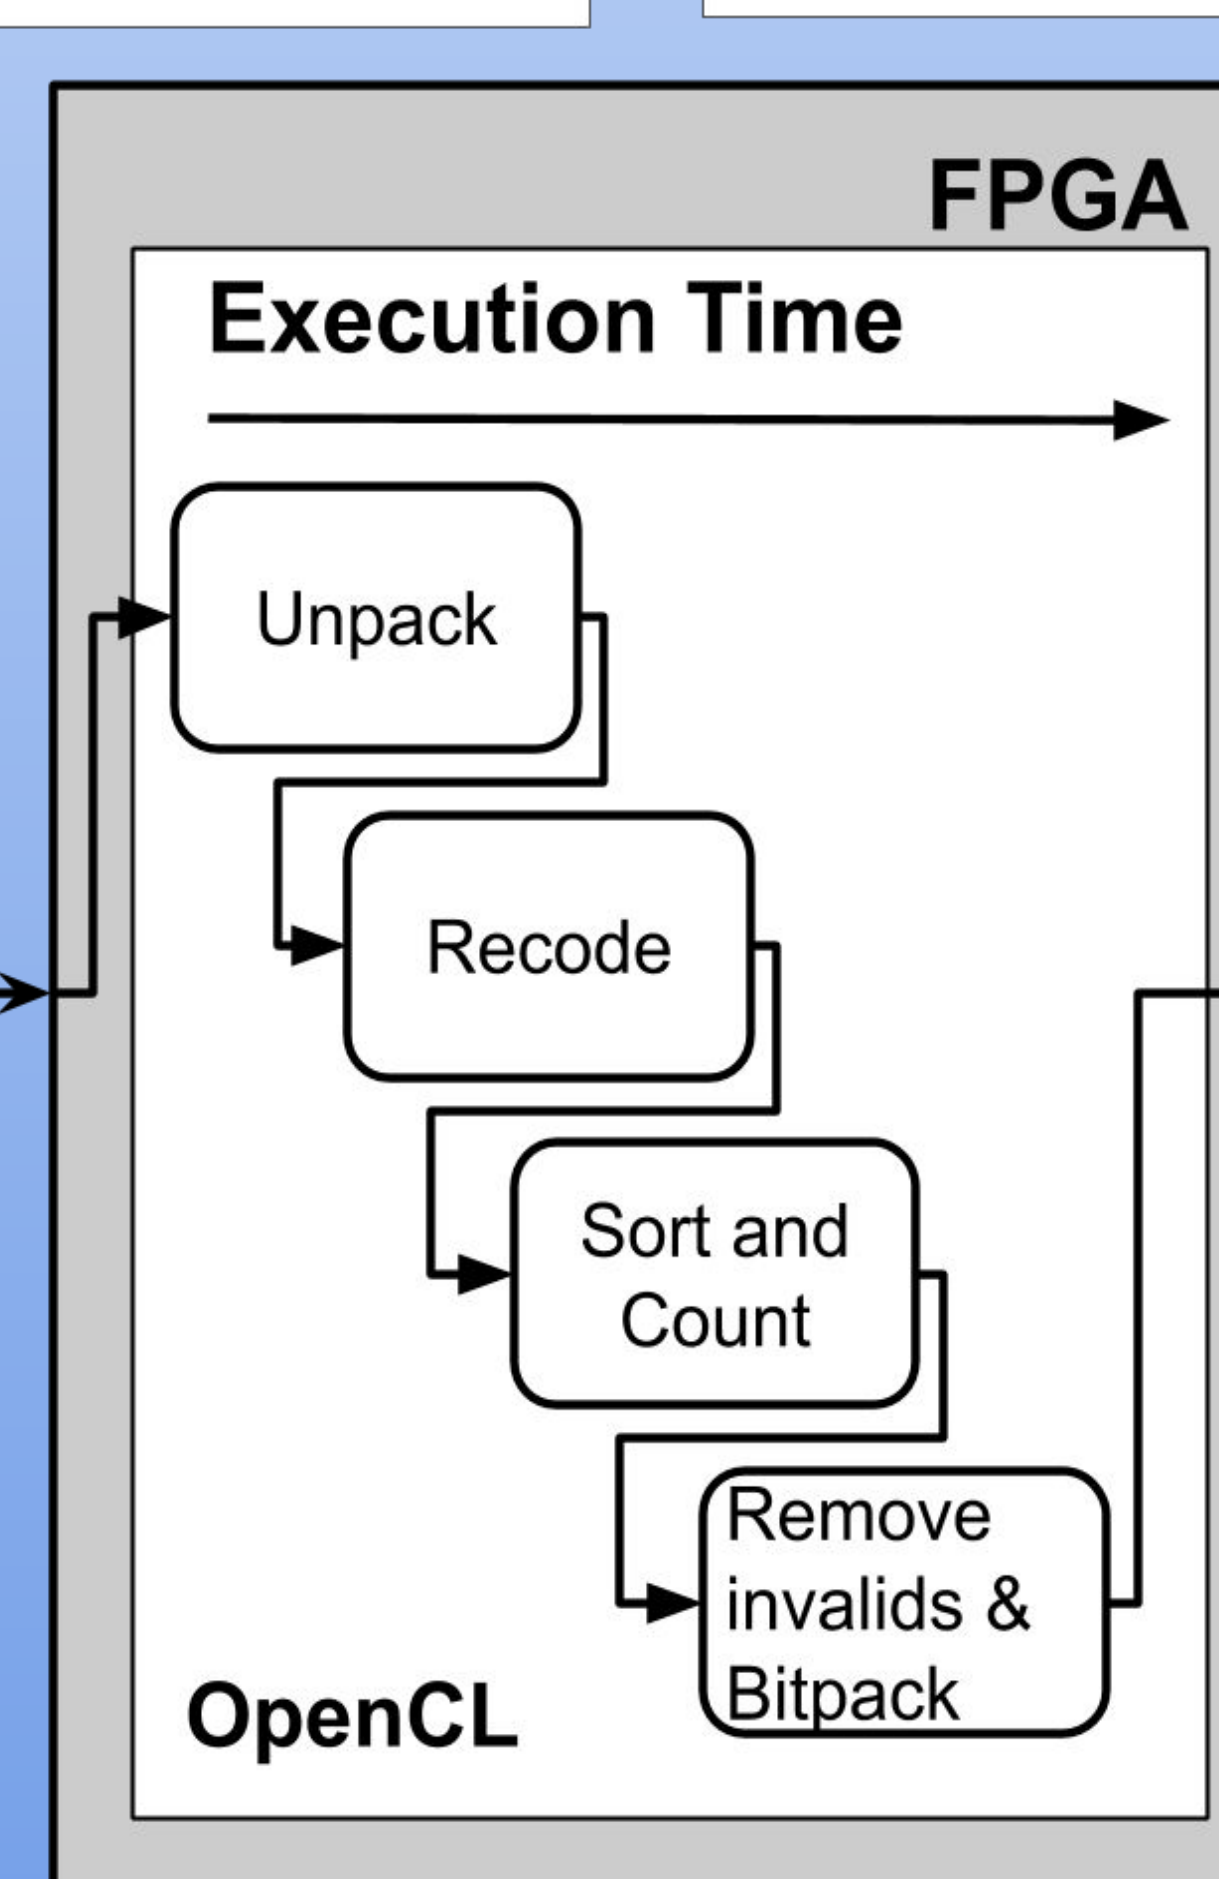 FPGA
Execution Time
Unpack
Recode
Sort and
Count
Remove
invalids &
Bitpack
OpenCL